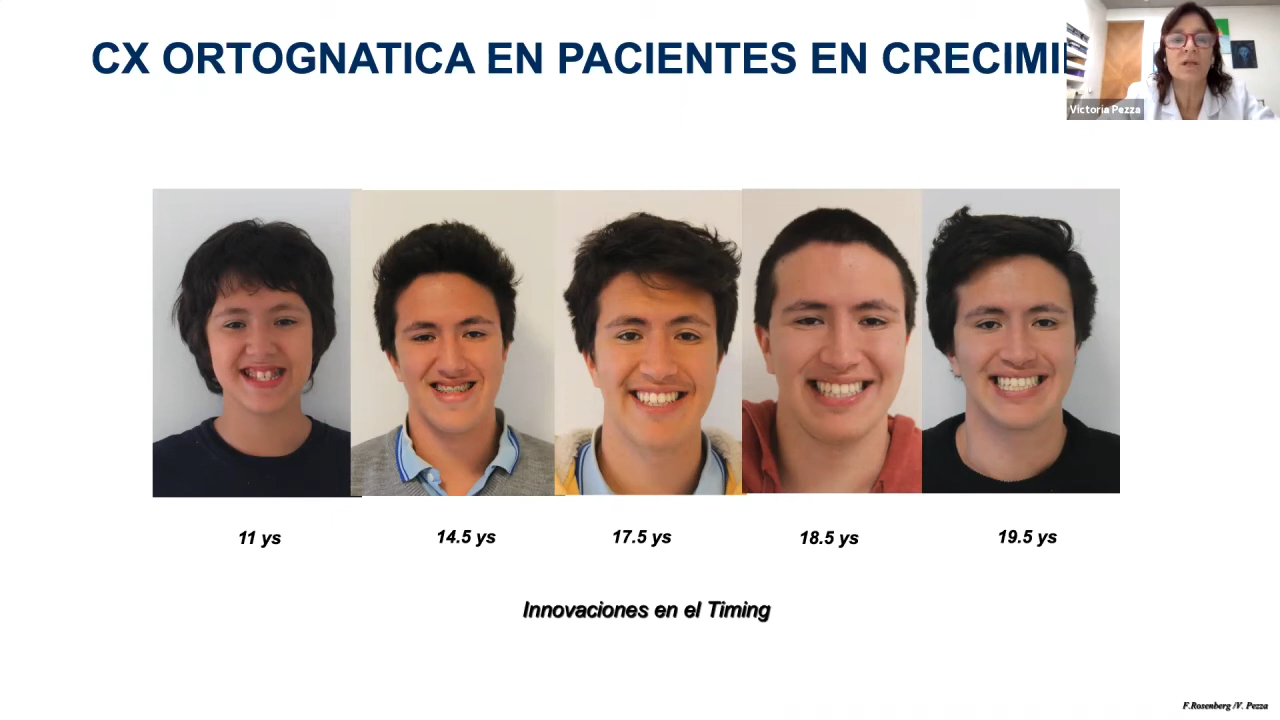 CX ORTOGNATICA EN PACIENTES EN CRECIMI
Victoria Pezza
11 ys
14.5 ys
17.5 ys
18.5 ys
19.5 ys
Innovaciones en el Timing
F.Rosenberg /V. Pezza